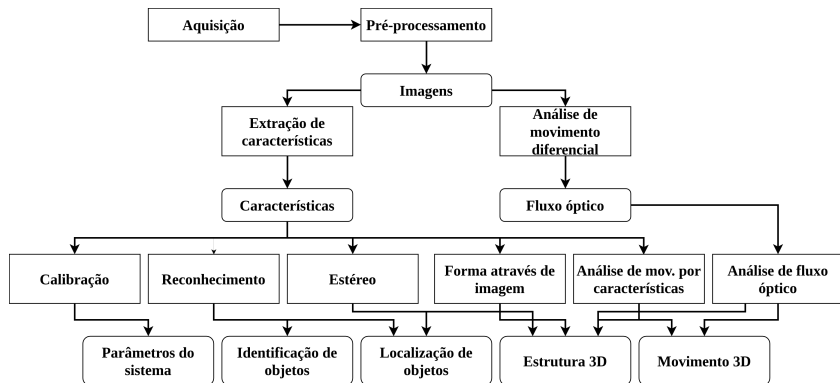 Aquisição
Pré-processamento
Imagens
Extração de
características
Análise de
movimento
diferencial
Características
Fluxo óptico
Calibração
Reconhecimento
Estéreo
Forma através de
imagem
Análise de mov. por
características
Análise de fluxo
óptico
Parâmetros do
sistema
Identificação de
objetos
Localização de
objetos
Estrutura 3D
Movimento 3D